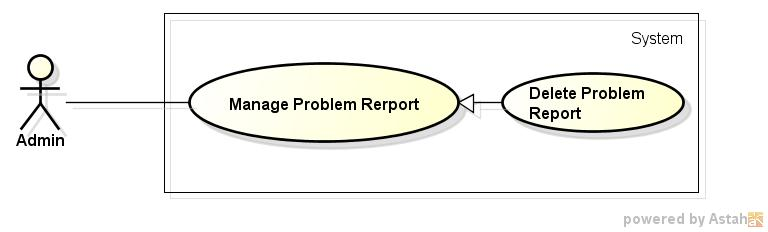 System
Manage Problem Rerport
Delete Problem
Report
Admin
powered by Astah